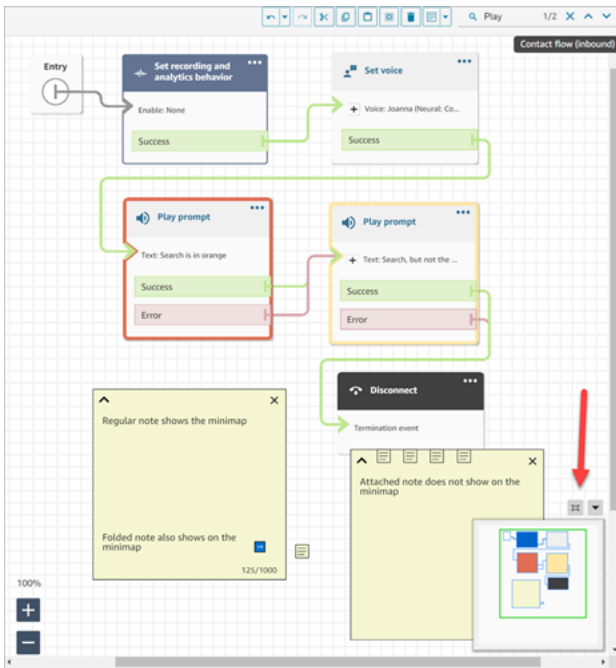 Play
1/2
Contact flow (inbound)
Entry
Set recording and
analytics behavior
Enable: None
Success
Set voice
Voice: Joanna (Neural: Co...
Success
Play prompt
Text: Search is in orange
Success
Error
Play prompt
Text: Search, but not the ...
Success
Error
Disconnect
Termination event
Regular note shows the minimap
Folded note also shows on the
minimap
125/1000
Attached note does not show on the
minimap
100%